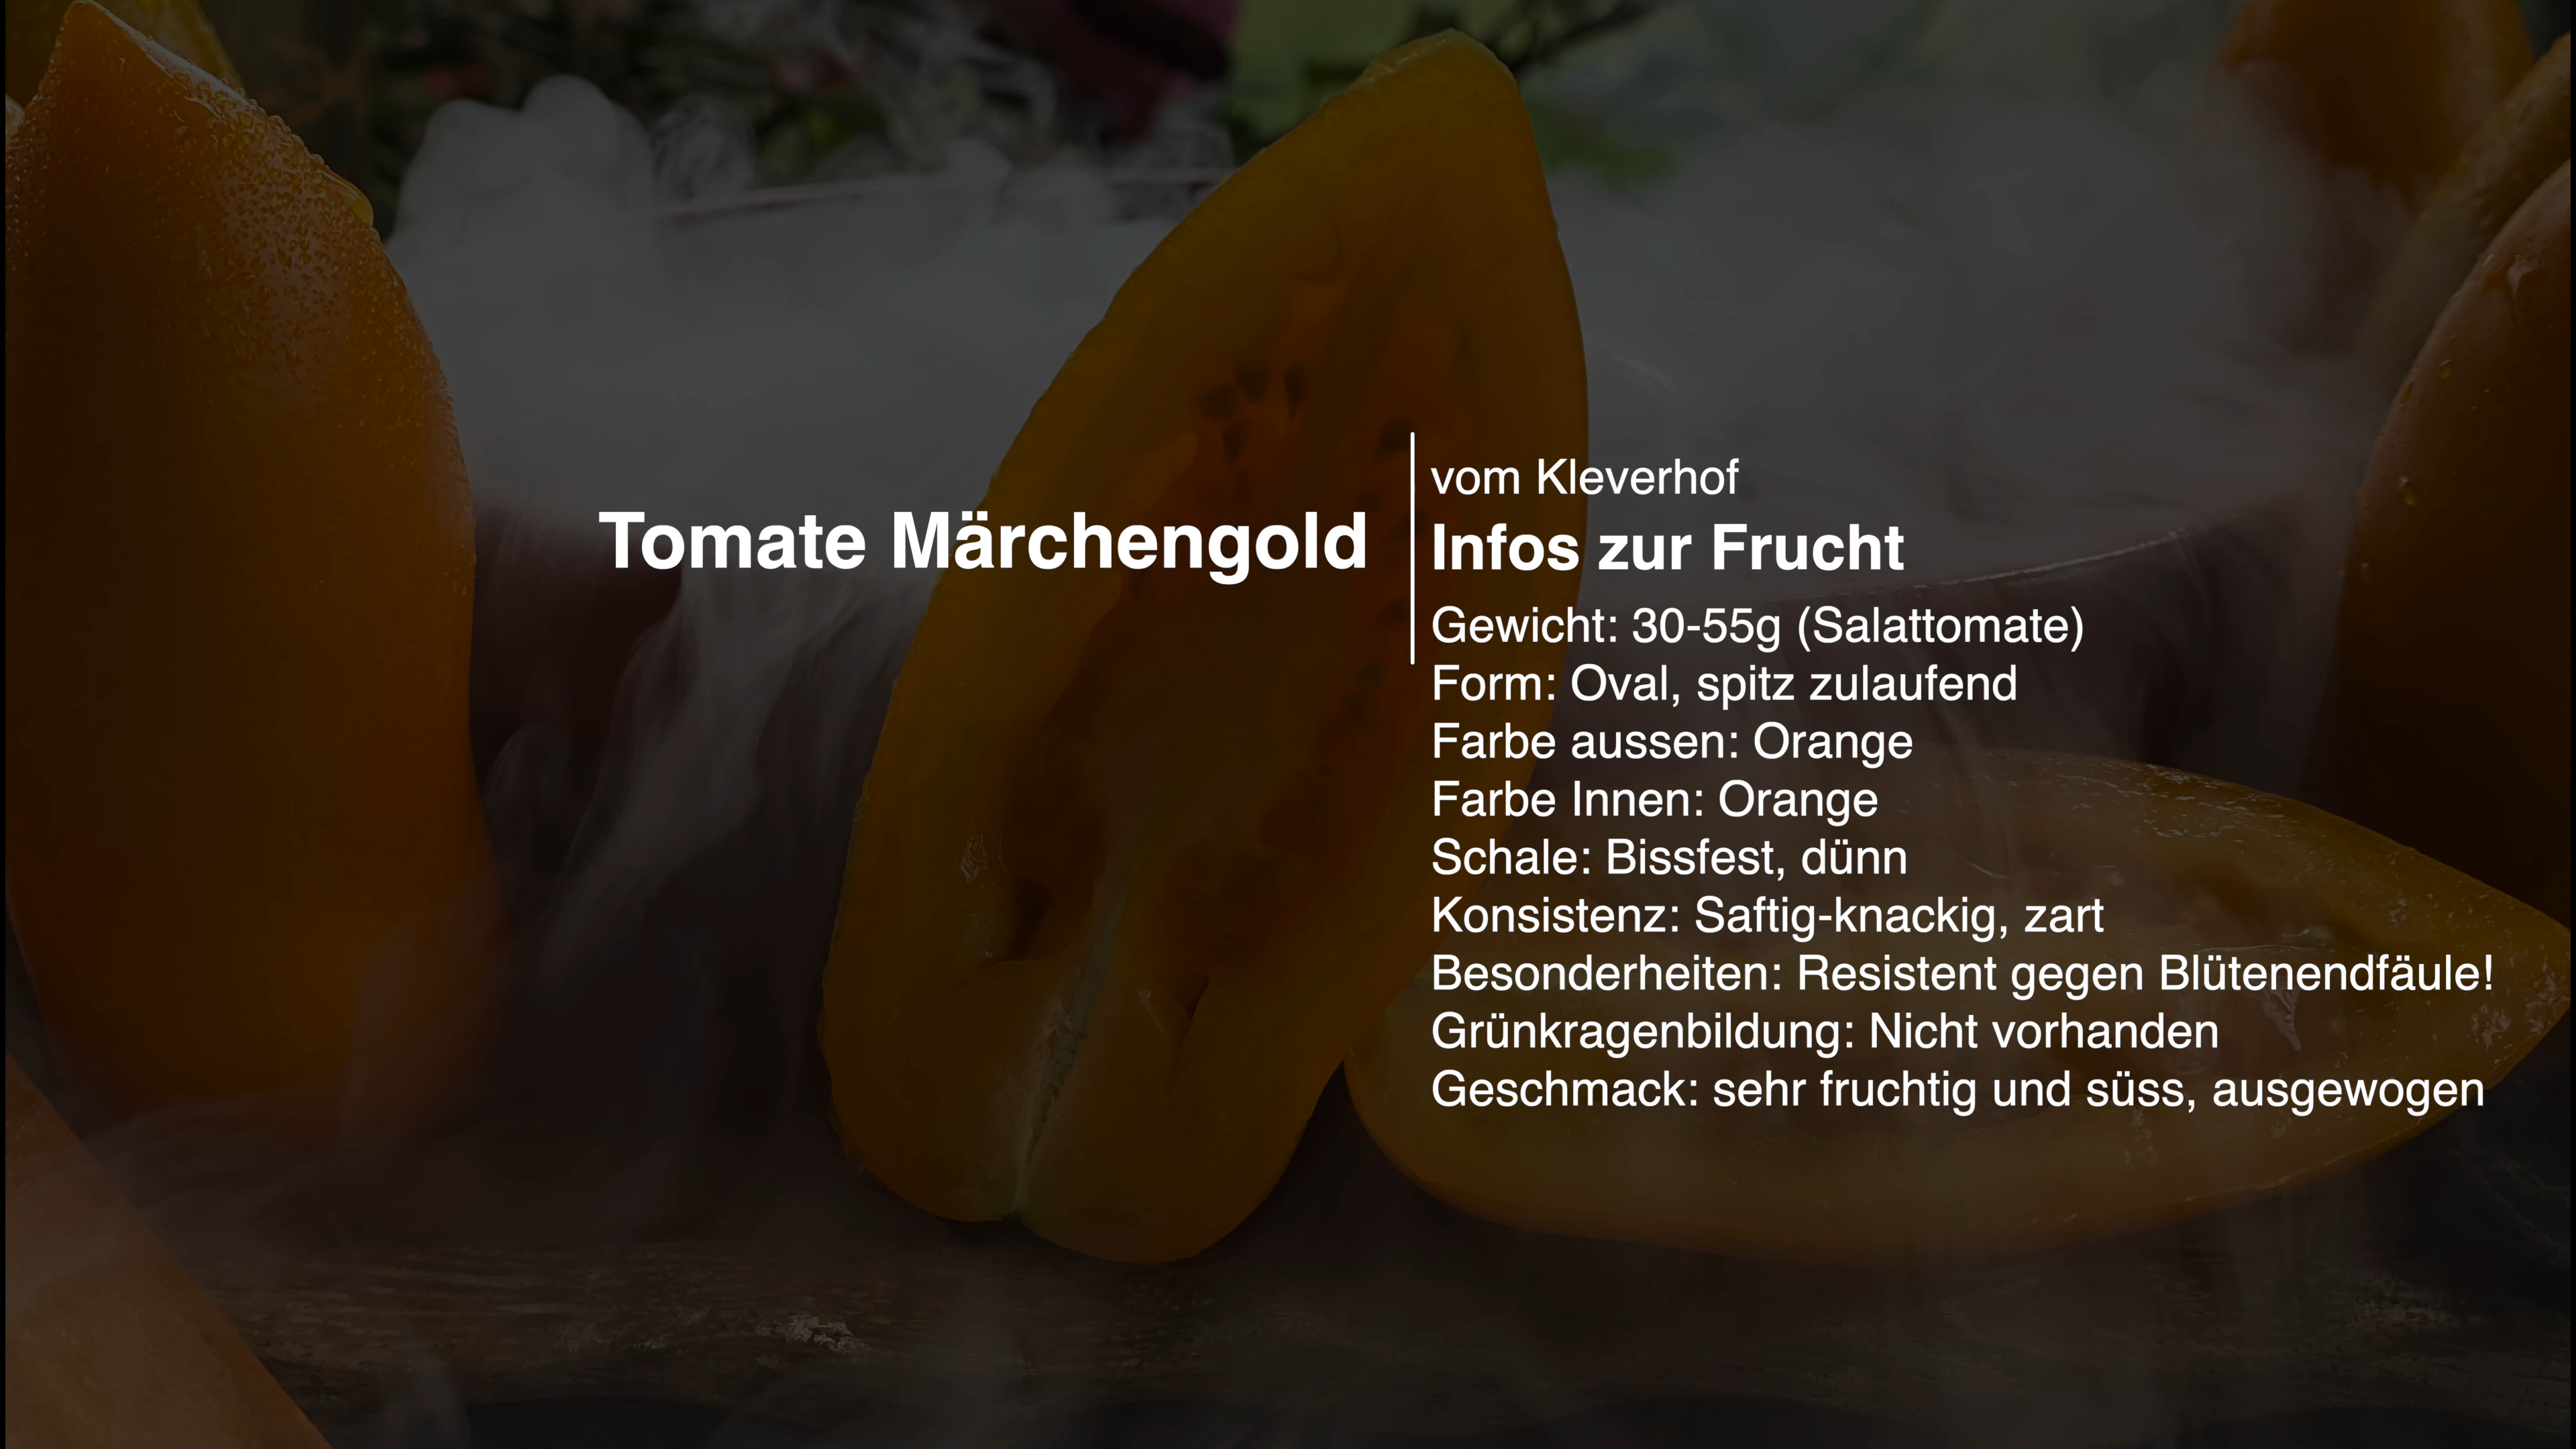 Tomate Märchengold
vom Kleverhof
Infos zur Frucht
Gewicht: 30-55g (Salattomate)
Form: Oval, spitz zulaufend
Farbe aussen: Orange
Farbe Innen: Orange
Schale: Bissfest, dünn
Konsistenz: Saftig-knackig, zart
Besonderheiten: Resistent gegen Blütenendfäule!
Grünkragenbildung: Nicht vorhanden
Geschmack: sehr fruchtig und süss, ausgewogen